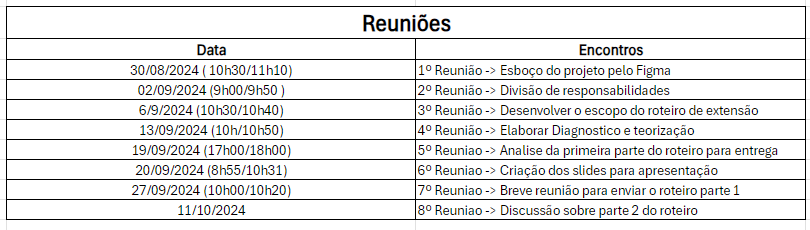 Reuniões
Data Encontros
30/08/2024 ( 10h30/11h10) 1º Reunião -> Esboço do projeto pelo Figma
02/09/2024 (9h00/9h50 ) 2º Reunião -> Divisão de responsabilidades
6/9/2024 (10h30/10h40) 3º Reunião -> Desenvolver o escopo do roteiro de extensão
13/09/2024 (10h/10h50) 4º Reunião -> Elaborar Diagnostico e teorização
19/09/2024 (17h00/18h00) 5º Reunião -> Analise da primeira parte do roteiro para entrega
20/09/2024 (8h55/10h31) 6º Reunião -> Criação dos slides para apresentação
27/09/2024 (10h00/10h20) 7º Reunião -> Breve reunião para enviar o roteiro parte 1
11/10/2024 8º Reuniao -> Discussão sobre parte 2 do roteiro